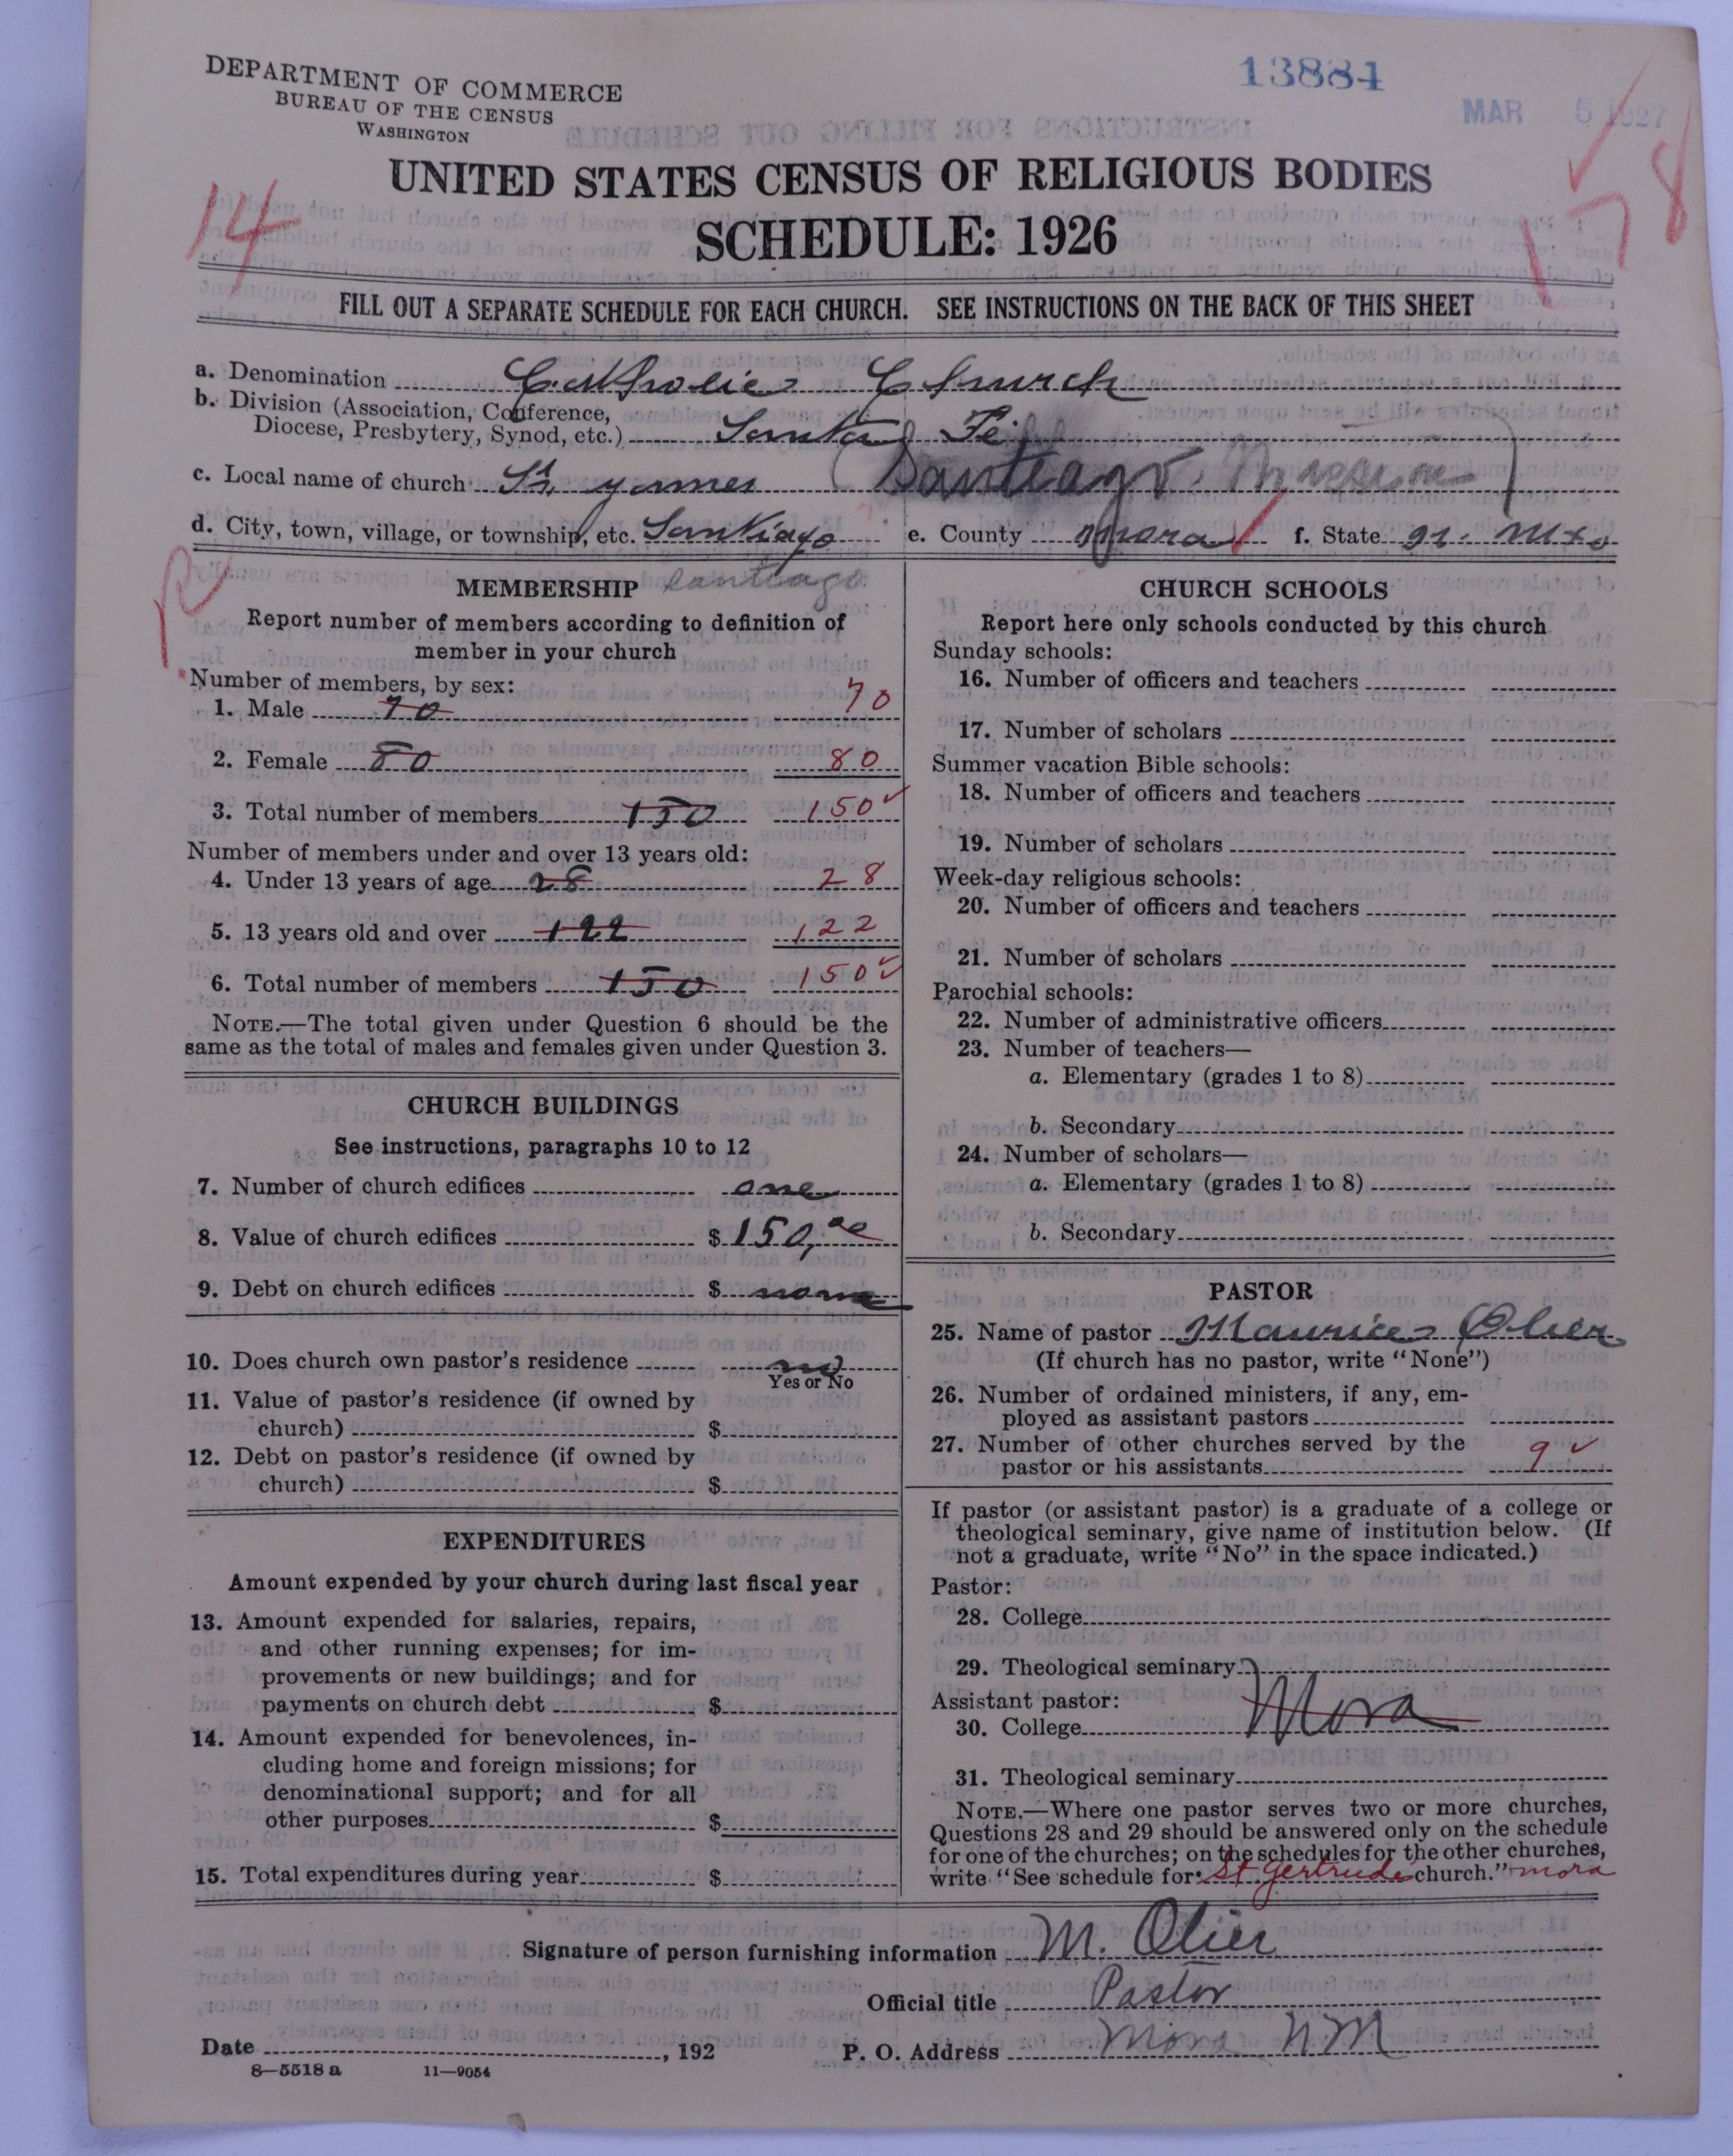 DEPARTMENT OF COMMERCE
BUREAU OF THE CENSUS
WASHINGTON
13884
MAR 5 1927
UNITED STATES CENSUS OF RELIGIOUS BODIES
SCHEDULE: 1926
14
178
FILL OUT A SEPARATE SCHEDULE FOR EACH CHURCH. SEE INSTRUCTIONS ON THE BACK OF THIS SHEET
a. Denomination Catholic Church
b. Division (Association, Conference,
Diocese, Presbytery, Synod, etc.) Santa Fe
c. Local name of church St. James (Santiago Mission)
d. City, town, village, or township, etc. Santiago e. County Mora f. State N. Mxo
MEMBERSHIP Santiago
Report number of members according to definition of
member in your church
Number of members, by sex:
1. Male 70 70
2. Female 80 80
3. Total number of members 150 150
Number of members under and over 13 years old:
4. Under 13 years of age 28 28
5. 13 years old and over 122 122
6. Total number of members 150 150
NOTE.—The total given under Question 6 should be the
same as the total of males and females given under Question 3.
CHURCH BUILDINGS
See instructions, paragraphs 10 to 12
7. Number of church edifices one
8. Value of church edifices $ 150,00
9. Debt on church edifices $ none
10. Does church own pastor's residence no
Yes or No
11. Value of pastor's residence (if owned by
church) $
12. Debt on pastor's residence (if owned by
church) $
EXPENDITURES
Amount expended by your church during last fiscal year
13. Amount expended for salaries, repairs,
and other running expenses; for im-
provements or new buildings; and for
payments on church debt $
14. Amount expended for benevolences, in-
cluding home and foreign missions; for
denominational support; and for all
other purposes $
15. Total expenditures during year $
CHURCH SCHOOLS
Report here only schools conducted by this church
Sunday schools:
16. Number of officers and teachers
17. Number of scholars
Summer vacation Bible schools:
18. Number of officers and teachers
19. Number of scholars
Week-day religious schools:
20. Number of officers and teachers
21. Number of scholars
Parochial schools:
22. Number of administrative officers
23. Number of teachers—
a. Elementary (grades 1 to 8)
b. Secondary
24. Number of scholars—
a. Elementary (grades 1 to 8)
b. Secondary
PASTOR
25. Name of pastor Maurice Olier
(If church has no pastor, write "None")
26. Number of ordained ministers, if any, em-
ployed as assistant pastors
27. Number of other churches served by the
pastor or his assistants 9
If pastor (or assistant pastor) is a graduate of a college or
theological seminary, give name of institution below. (If
not a graduate, write "No" in the space indicated.)
Pastor:
28. College
29. Theological seminary
Assistant pastor:
30. College Mora
31. Theological seminary
NOTE.—Where one pastor serves two or more churches,
Questions 28 and 29 should be answered only on the schedule
for one of the churches; on the schedules for the other churches,
write "See schedule for St Gertrude church." mora
Signature of person furnishing information M. Olier
Official title Pastor
Date , 192 P. O. Address Mora NM
8—5518 a 11—9054